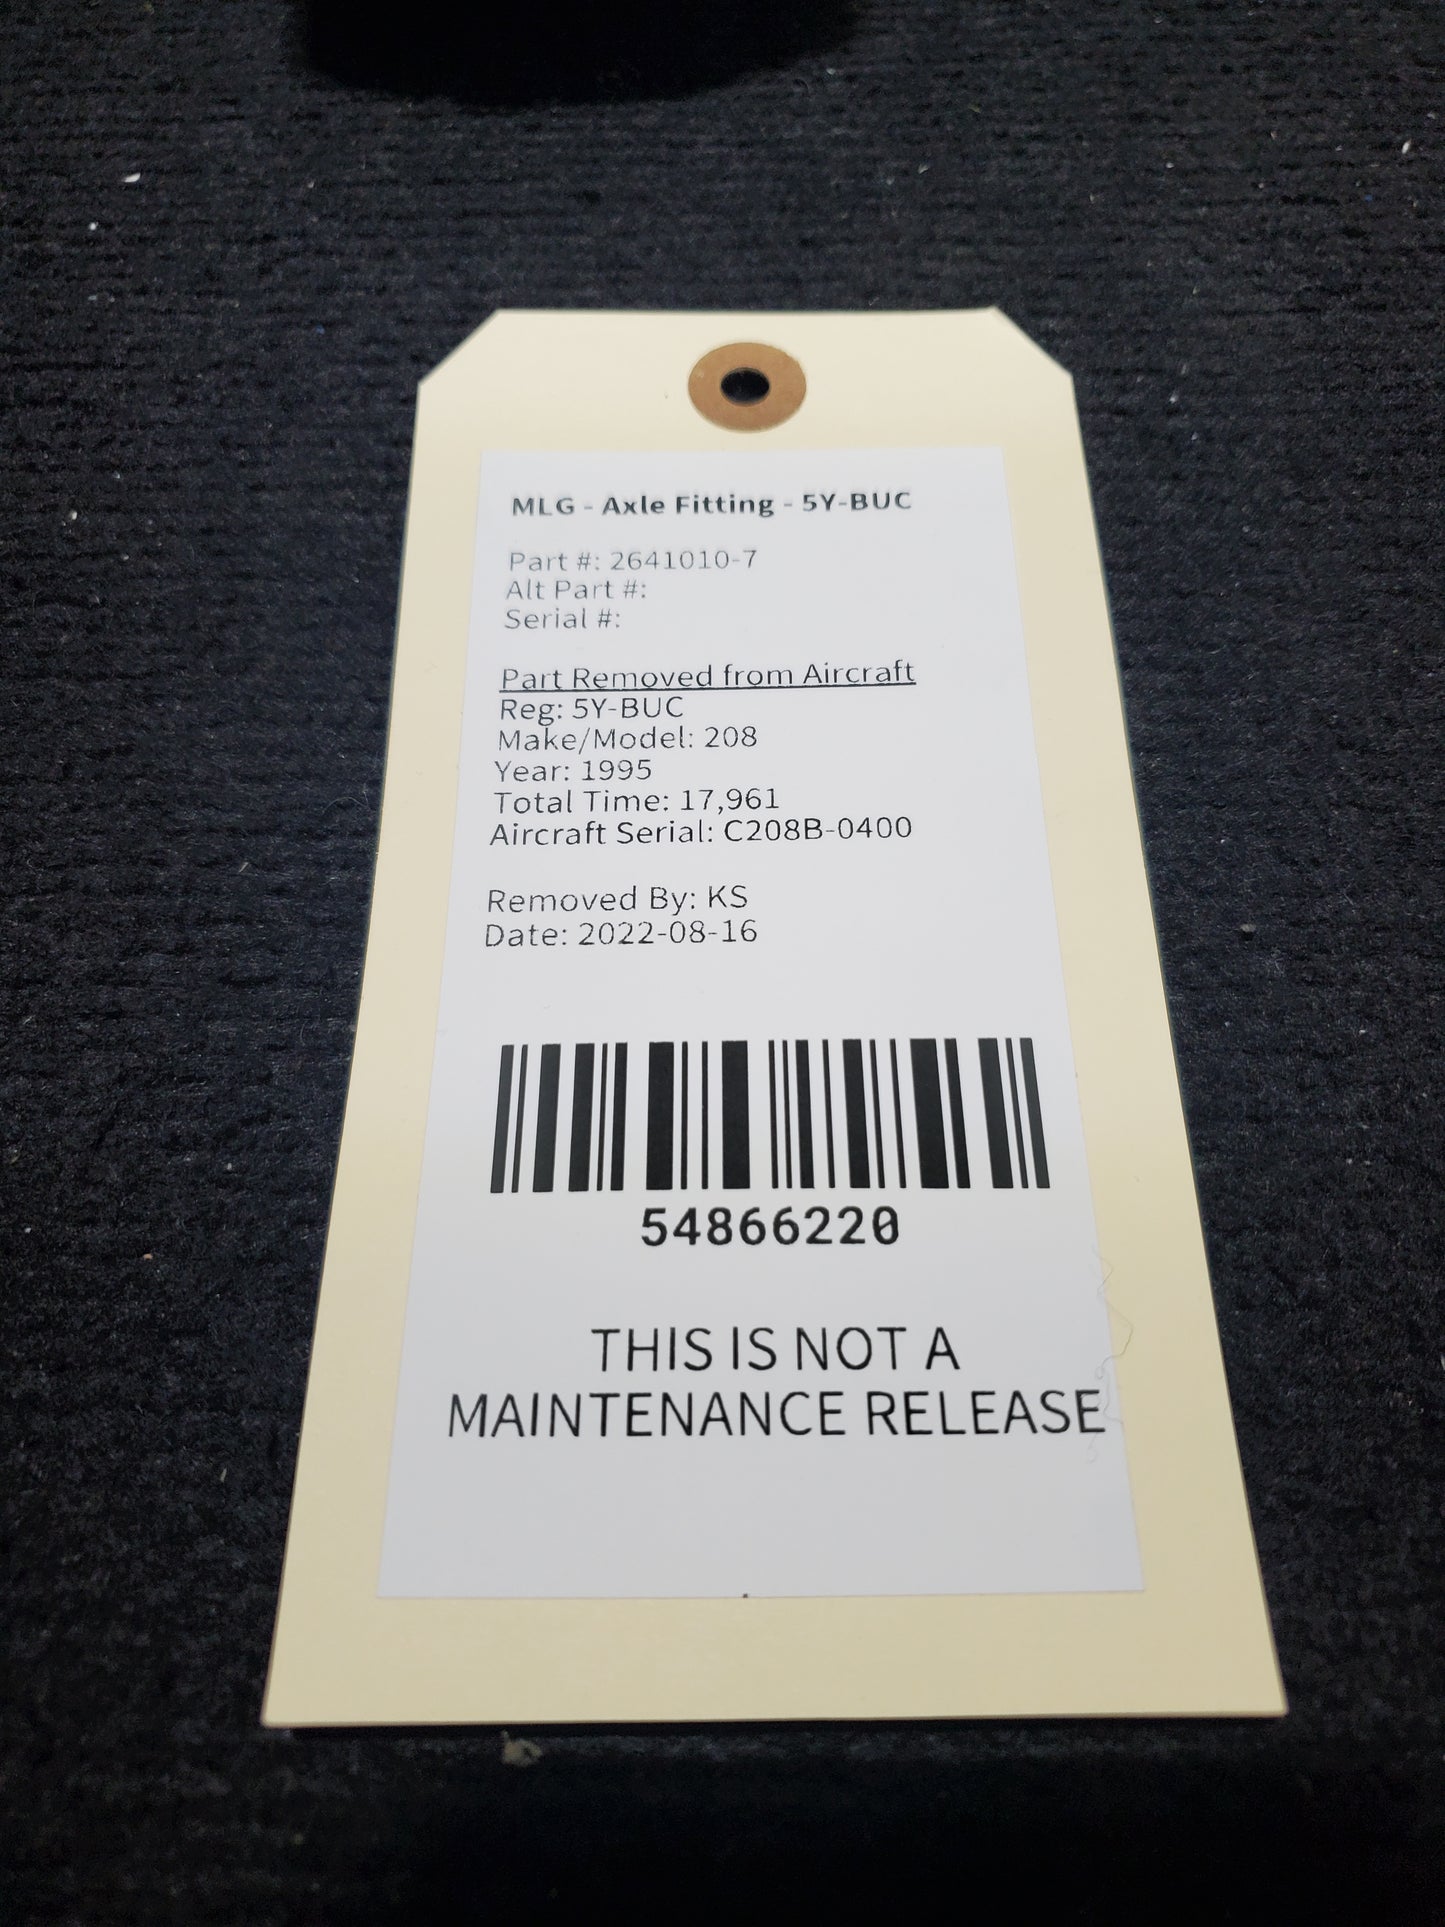 MLG - Axle Fitting - 5Y-BUC
Part #: 2641010-7
Alt Part #:
Serial #:
Part Removed from Aircraft
Reg: 5Y-BUC
Make/Model: 208
Year: 1995
Total Time: 17,961
Aircraft Serial: C208B-0400
Removed By: KS
Date: 2022-08-16
54866220
THIS IS NOT A
MAINTENANCE RELEASE